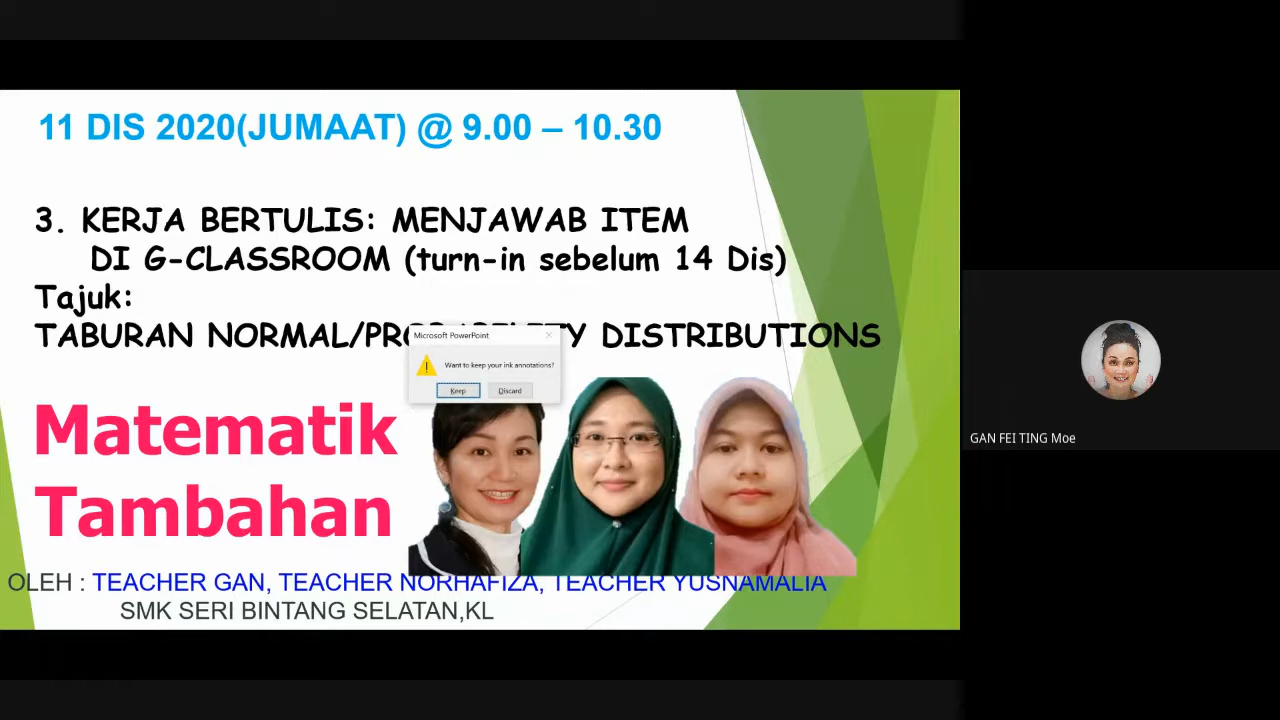 11 DIS 2020(JUMAAT) @ 9.00 – 10.30
3. KERJA BERTULIS: MENJAWAB ITEM
DI G-CLASSROOM (turn-in sebelum 14 Dis)
Tajuk:
TABURAN NORMAL/PROBABILITY DISTRIBUTIONS
Microsoft PowerPoint
Want to keep your ink annotations?
Keep Discard
Matematik
Tambahan
OLEH : TEACHER GAN, TEACHER NORHAFIZA, TEACHER YUSNAMALIA
SMK SERI BINTANG SELATAN,KL
GAN FEI TING Moe